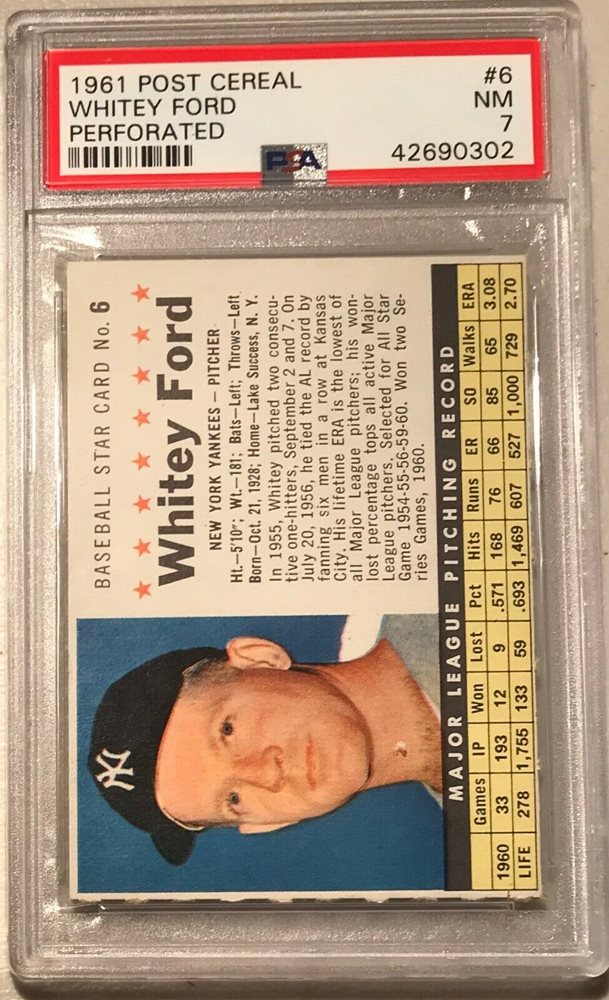 1961 POST CEREAL #6
WHITEY FORD NM
PERFORATED 7
PSA 42690302
BASEBALL STAR CARD No. 6
Whitey Ford
NEW YORK YANKEES — PITCHER
Ht.—5'10"; Wt.—181; Bats—Left; Throws—Left
Born—Oct. 21, 1928; Home—Lake Success, N. Y.
In 1955, Whitey pitched two consecu-
tive one-hitters, September 2 and 7. On
July 20, 1956, he tied the AL record by
fanning six men in a row at Kansas
City. His lifetime ERA is the lowest of
all Major League pitchers; his won-
lost percentage tops all active Major
League pitchers. Selected for All Star
Game 1954-55-56-59-60. Won two Se-
ries Games, 1960.
NY
MAJOR LEAGUE PITCHING RECORD
Games IP Won Lost Pct Hits Runs ER SO Walks ERA
1960 33 193 12 9 .571 168 76 66 85 65 3.08
LIFE 278 1,755 133 59 .693 1,469 607 527 1,000 729 2.70